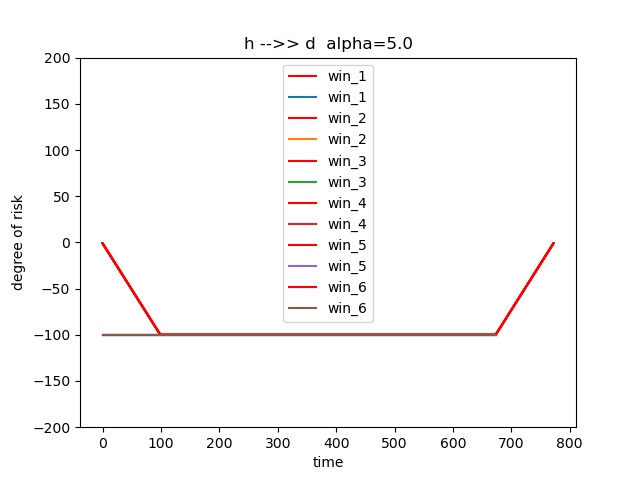 h -->> d  alpha=5.0
200
150
100
50
0
−50
−100
−150
−200
degree of risk
win_1
win_1
win_2
win_2
win_3
win_3
win_4
win_4
win_5
win_5
win_6
win_6
0 100 200 300 400 500 600 700 800
time